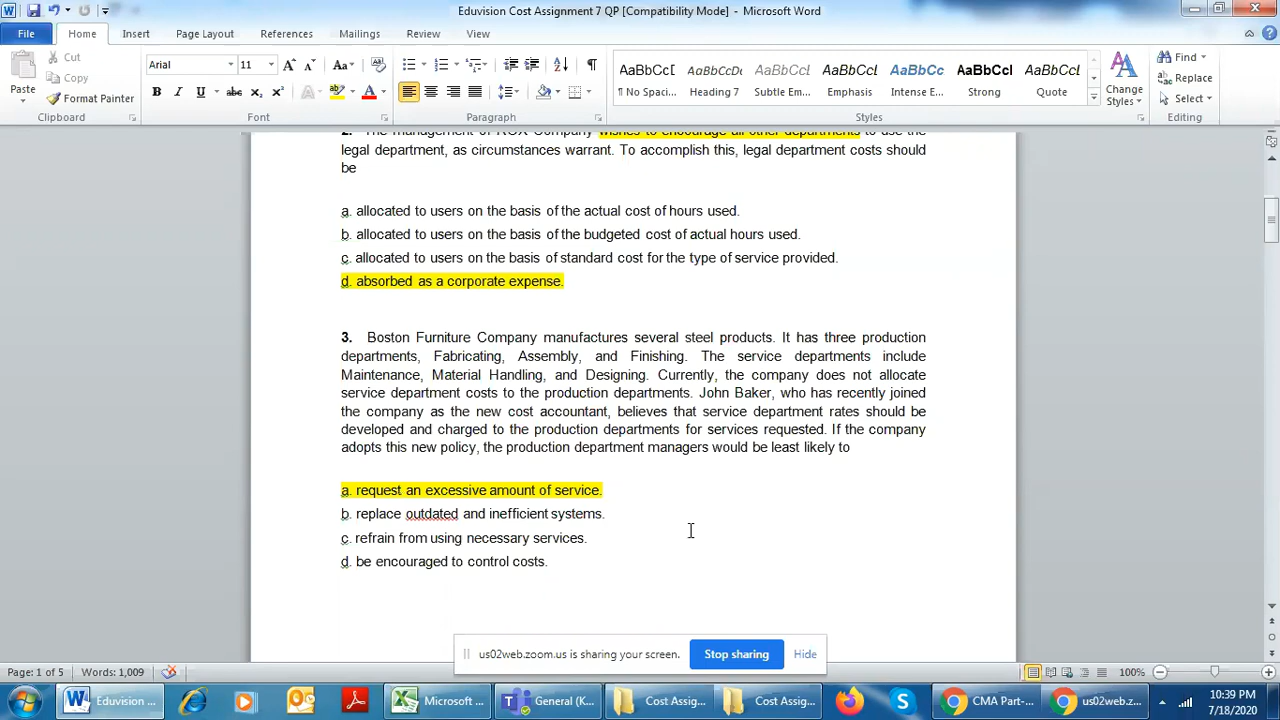 Eduvision Cost Assignment 7 QP [Compatibility Mode] - Microsoft Word
File Home Insert Page Layout References Mailings Review View
Paste
Cut
Copy
Format Painter
Clipboard
Arial 11
Font
Paragraph
AaBbCcD AaBbCcDc AaBbCcD AaBbCcD AaBbCc AaBbCcD AaBbCcD
¶ No Spaci... Heading 7 Subtle Em... Emphasis Intense E... Strong Quote
Styles
Change Styles
Find
Replace
Select
Editing
2. The management of ROX Company wishes to encourage all other departments to use the
legal department, as circumstances warrant. To accomplish this, legal department costs should
be
a. allocated to users on the basis of the actual cost of hours used.
b. allocated to users on the basis of the budgeted cost of actual hours used.
c. allocated to users on the basis of standard cost for the type of service provided.
d. absorbed as a corporate expense.
3. Boston Furniture Company manufactures several steel products. It has three production
departments, Fabricating, Assembly, and Finishing. The service departments include
Maintenance, Material Handling, and Designing. Currently, the company does not allocate
service department costs to the production departments. John Baker, who has recently joined
the company as the new cost accountant, believes that service department rates should be
developed and charged to the production departments for services requested. If the company
adopts this new policy, the production department managers would be least likely to
a. request an excessive amount of service.
b. replace outdated and inefficient systems.
c. refrain from using necessary services.
d. be encouraged to control costs.
us02web.zoom.us is sharing your screen. Stop sharing Hide
Page: 1 of 5 Words: 1,009 100%
Eduvision ... Microsoft ... General (K... Cost Assig... Cost Assig... CMA Part-... us02web.z...
10:39 PM
7/18/2020